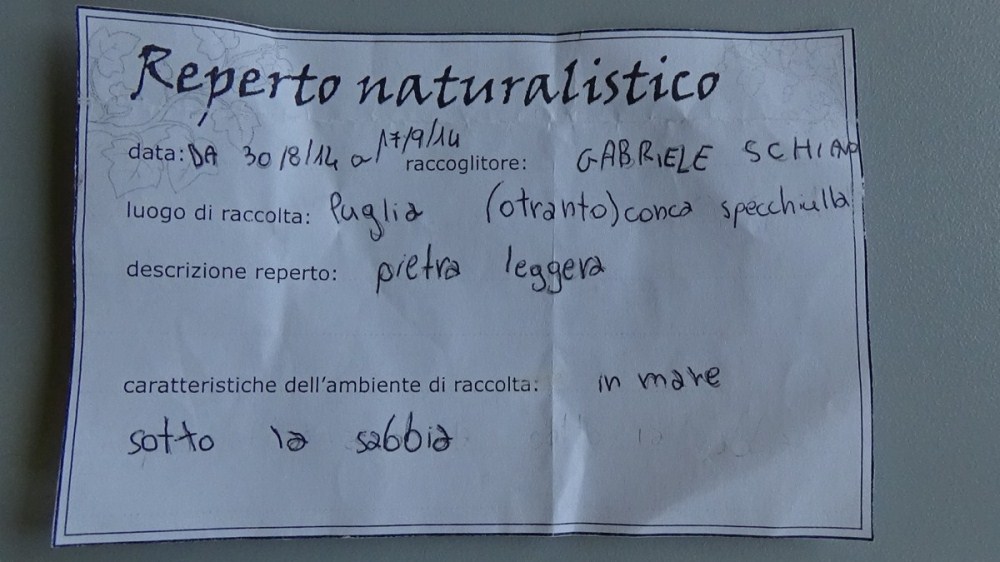 Reperto naturalistico
data: DA 30/8/14 al 17/9/14 raccoglitore: GABRIELE
luogo di raccolta: Puglia (otranto) conca specchiulla
descrizione reperto: pietra leggera
caratteristiche dell'ambiente di raccolta: in mare
sotto la sabbia